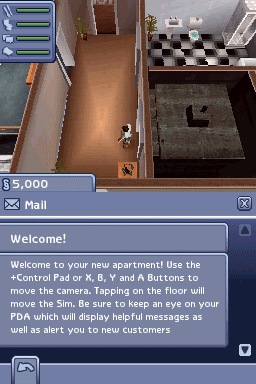 §5,000
Mail
Welcome!
Welcome to your new apartment! Use the
+Control Pad or X, B, Y and A Buttons to
move the camera. Tapping on the floor will
move the Sim. Be sure to keep an eye on your
PDA which will display helpful messages as
well as alert you to new customers